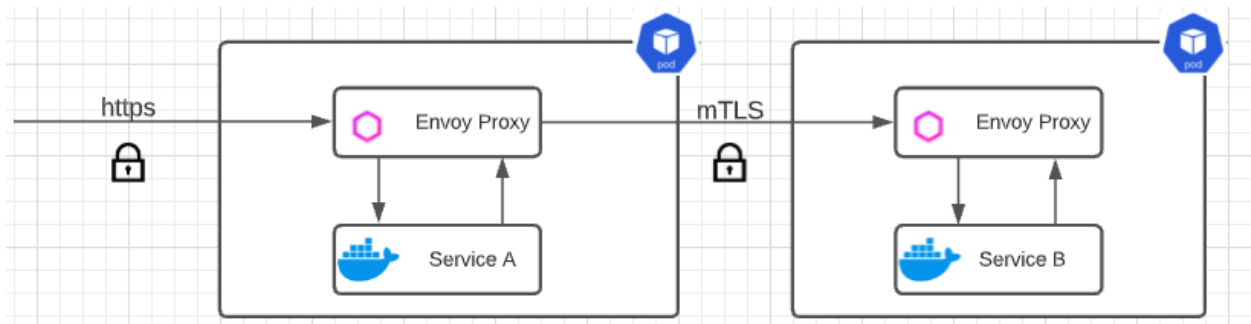 pod
pod
https
Envoy Proxy
mTLS
Envoy Proxy
Service A
Service B